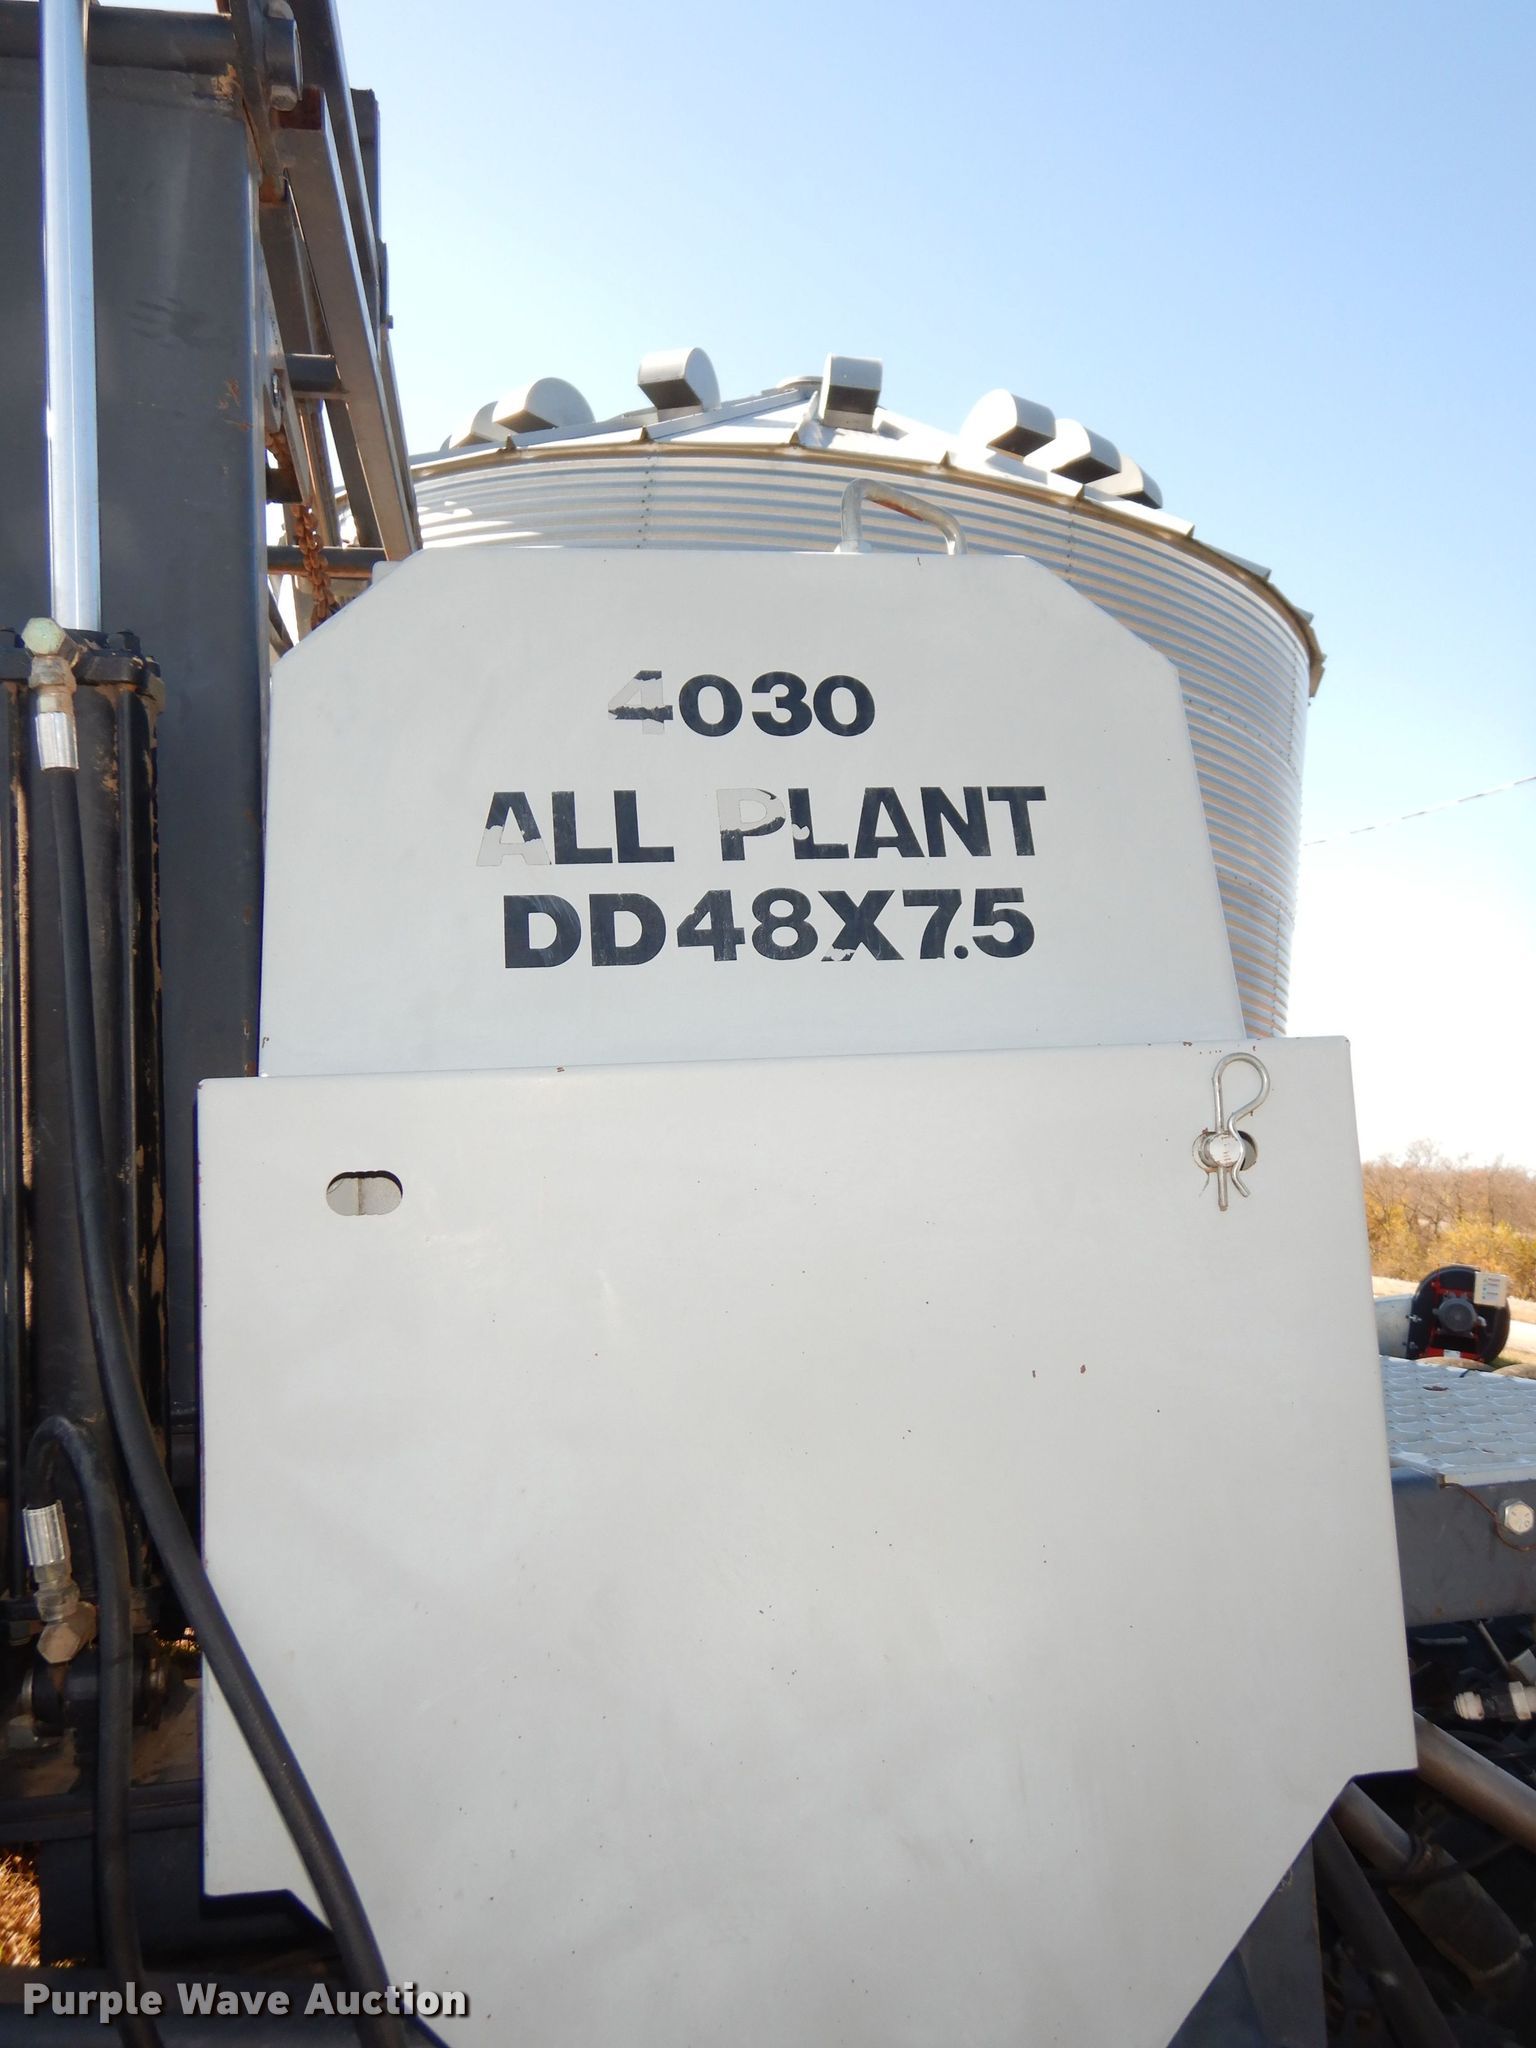 4030
ALL PLANT
DD48X7.5
Purple Wave Auction